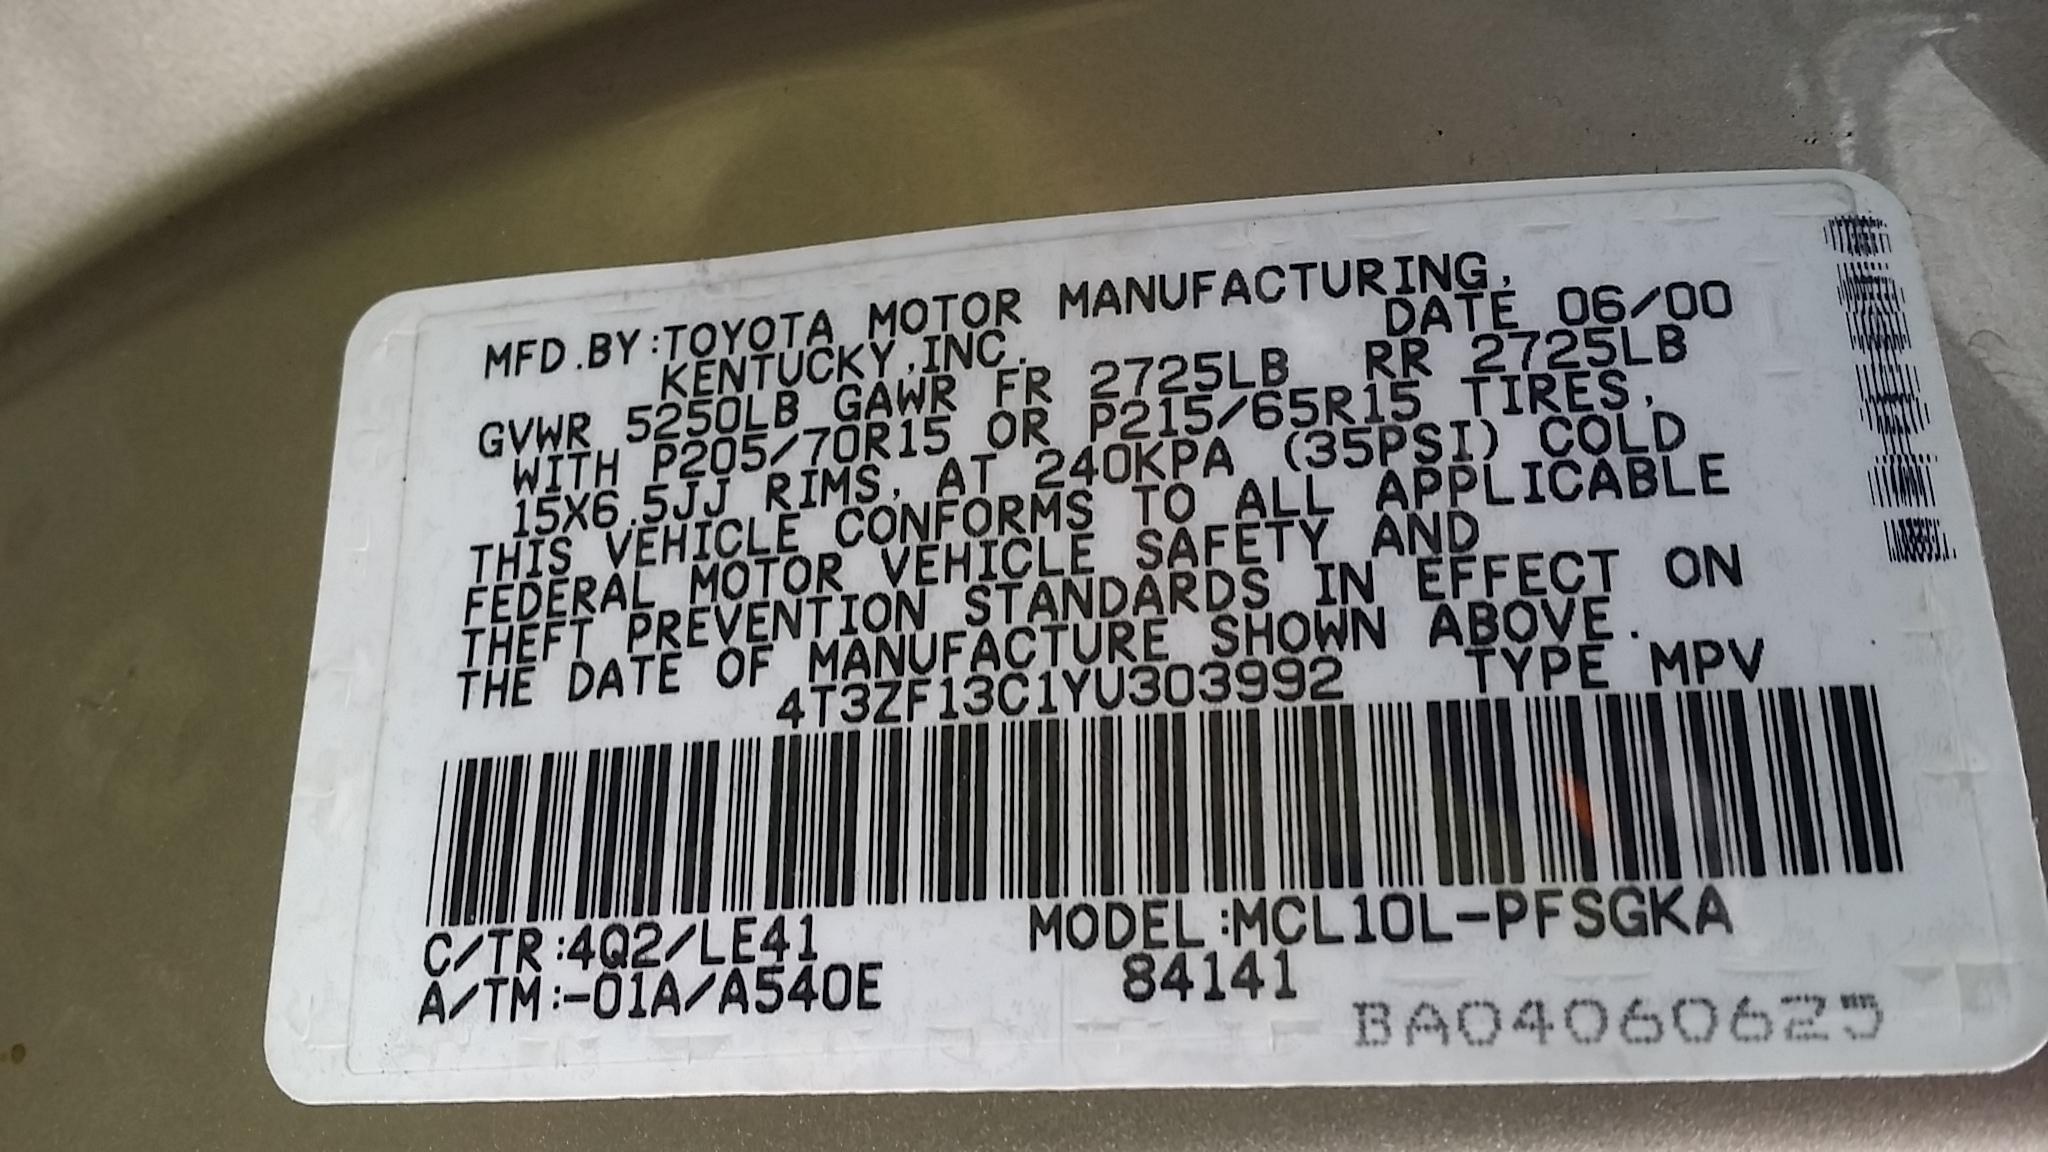 MFD.BY:TOYOTA MOTOR MANUFACTURING,
KENTUCKY,INC. DATE 06/00
GVWR 5250LB GAWR FR 2725LB RR 2725LB
WITH P205/70R15 OR P215/65R15 TIRES,
15X6.5JJ RIMS, AT 240KPA (35PSI) COLD
THIS VEHICLE CONFORMS TO ALL APPLICABLE
FEDERAL MOTOR VEHICLE SAFETY AND
THEFT PREVENTION STANDARDS IN EFFECT ON
THE DATE OF MANUFACTURE SHOWN ABOVE.
4T3ZF13C1YU303992 TYPE MPV
C/TR:4Q2/LE41 MODEL:MCL10L-PFSGKA
A/TM:-01A/A540E 84141
BA04060625